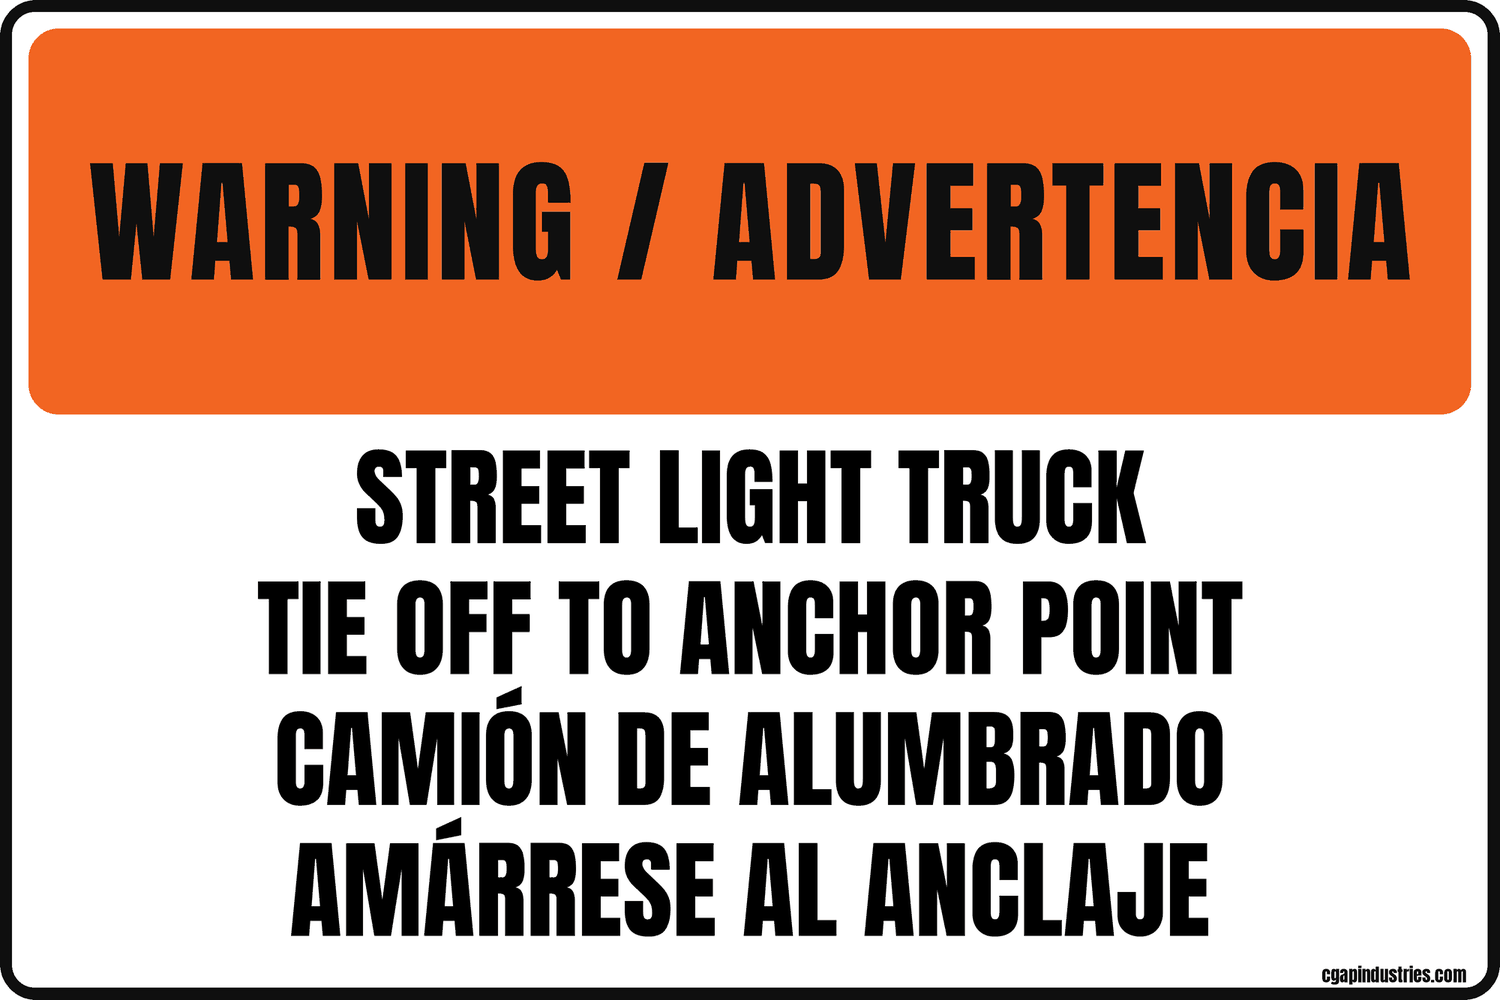 WARNING / ADVERTENCIA
STREET LIGHT TRUCK
TIE OFF TO ANCHOR POINT
CAMIÓN DE ALUMBRADO
AMÁRRESE AL ANCLAJE
cgapindustries.com